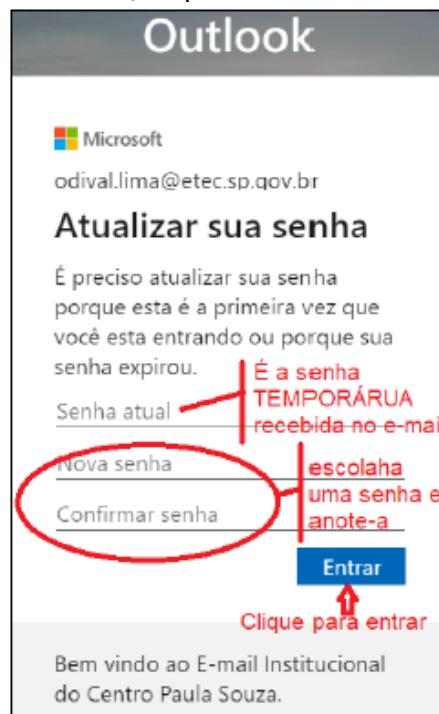 Outlook
Microsoft
odival.lima@etec.sp.gov.br
Atualizar sua senha
É preciso atualizar sua senha
porque esta é a primeira vez que
você esta entrando ou porque sua
senha expirou.
É a senha
TEMPORÁRUA
recebida no e-mai
Senha atual
Nova senha
Confirmar senha
escolaha
uma senha e
anote-a
Entrar
Clique para entrar
Bem vindo ao E-mail Institucional
do Centro Paula Souza.